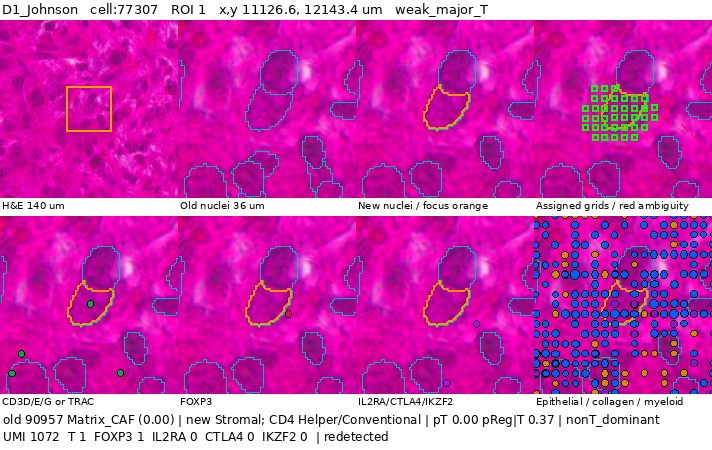 D1_Johnson   cell:77307   ROI 1   x,y 11126.6, 12143.4 um   weak_major_T
H&E 140 um
Old nuclei 36 um
New nuclei / focus orange
Assigned grids / red ambiguity
CD3D/E/G or TRAC
FOXP3
IL2RA/CTLA4/IKZF2
Epithelial / collagen / myeloid
old 90957 Matrix_CAF (0.00) | new Stromal; CD4 Helper/Conventional | pT 0.00 pReg|T 0.37 | nonT_dominant
UMI 1072  T 1  FOXP3 1  IL2RA 0  CTLA4 0  IKZF2 0  | redetected